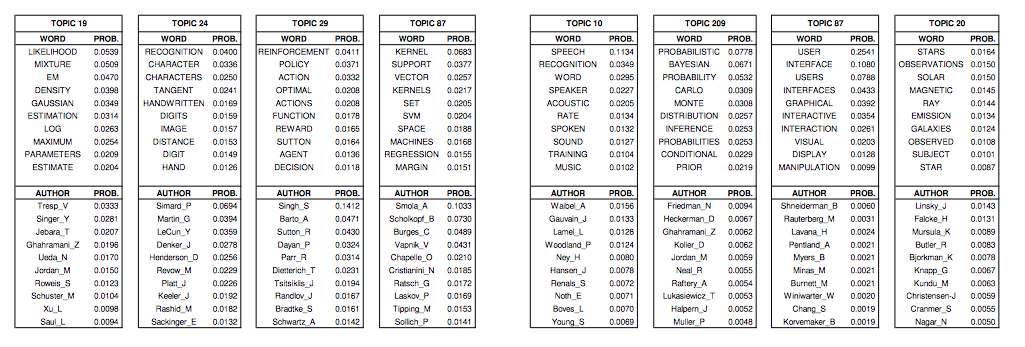 TOPIC 19 TOPIC 24 TOPIC 29 TOPIC 87 TOPIC 10 TOPIC 209 TOPIC 87 TOPIC 20
WORD PROB. WORD PROB. WORD PROB. WORD PROB. WORD PROB. WORD PROB. WORD PROB. WORD PROB.
LIKELIHOOD 0.0539 RECOGNITION 0.0400 REINFORCEMENT 0.0411 KERNEL 0.0683 SPEECH 0.1134 PROBABILISTIC 0.0778 USER 0.2541 STARS 0.0164
MIXTURE 0.0509 CHARACTER 0.0336 POLICY 0.0371 SUPPORT 0.0377 RECOGNITION 0.0349 BAYESIAN 0.0671 INTERFACE 0.1080 OBSERVATIONS 0.0150
EM 0.0470 CHARACTERS 0.0250 ACTION 0.0332 VECTOR 0.0257 WORD 0.0295 PROBABILITY 0.0532 USERS 0.0788 SOLAR 0.0150
DENSITY 0.0398 TANGENT 0.0241 OPTIMAL 0.0208 KERNELS 0.0217 SPEAKER 0.0227 CARLO 0.0309 INTERFACES 0.0433 MAGNETIC 0.0145
GAUSSIAN 0.0349 HANDWRITTEN 0.0169 ACTIONS 0.0208 SET 0.0205 ACOUSTIC 0.0205 MONTE 0.0308 GRAPHICAL 0.0392 RAY 0.0144
ESTIMATION 0.0314 DIGITS 0.0159 FUNCTION 0.0178 SVM 0.0204 RATE 0.0134 DISTRIBUTION 0.0257 INTERACTIVE 0.0354 EMISSION 0.0134
LOG 0.0263 IMAGE 0.0157 REWARD 0.0165 SPACE 0.0188 SPOKEN 0.0132 INFERENCE 0.0253 INTERACTION 0.0261 GALAXIES 0.0124
MAXIMUM 0.0254 DISTANCE 0.0153 SUTTON 0.0164 MACHINES 0.0168 SOUND 0.0127 PROBABILITIES 0.0253 VISUAL 0.0203 OBSERVED 0.0108
PARAMETERS 0.0209 DIGIT 0.0149 AGENT 0.0136 REGRESSION 0.0155 TRAINING 0.0104 CONDITIONAL 0.0229 DISPLAY 0.0128 SUBJECT 0.0101
ESTIMATE 0.0204 HAND 0.0126 DECISION 0.0118 MARGIN 0.0151 MUSIC 0.0102 PRIOR 0.0219 MANIPULATION 0.0099 STAR 0.0087
AUTHOR PROB. AUTHOR PROB. AUTHOR PROB. AUTHOR PROB. AUTHOR PROB. AUTHOR PROB. AUTHOR PROB. AUTHOR PROB.
Tresp_V 0.0333 Simard_P 0.0694 Singh_S 0.1412 Smola_A 0.1033 Waibel_A 0.0156 Friedman_N 0.0094 Shneiderman_B 0.0060 Linsky_J 0.0143
Singer_Y 0.0281 Martin_G 0.0394 Barto_A 0.0471 Scholkopf_B 0.0730 Gauvain_J 0.0133 Heckerman_D 0.0067 Rauterberg_M 0.0031 Falcke_H 0.0131
Jebara_T 0.0207 LeCun_Y 0.0359 Sutton_R 0.0430 Burges_C 0.0489 Lamel_L 0.0128 Ghahramani_Z 0.0062 Lavana_H 0.0024 Mursula_K 0.0089
Ghahramani_Z 0.0196 Denker_J 0.0278 Dayan_P 0.0324 Vapnik_V 0.0431 Woodland_P 0.0124 Koller_D 0.0062 Pentland_A 0.0021 Butler_R 0.0083
Ueda_N 0.0170 Henderson_D 0.0256 Parr_R 0.0314 Chapelle_O 0.0210 Ney_H 0.0080 Jordan_M 0.0059 Myers_B 0.0021 Bjorkman_K 0.0078
Jordan_M 0.0150 Revow_M 0.0229 Dietterich_T 0.0231 Cristianini_N 0.0185 Hansen_J 0.0078 Neal_R 0.0055 Minas_M 0.0021 Knapp_G 0.0067
Roweis_S 0.0123 Platt_J 0.0226 Tsitsiklis_J 0.0194 Ratsch_G 0.0172 Renals_S 0.0072 Raftery_A 0.0054 Burnett_M 0.0021 Kundu_M 0.0063
Schuster_M 0.0104 Keeler_J 0.0192 Randlov_J 0.0167 Laskov_P 0.0169 Noth_E 0.0071 Lukasiewicz_T 0.0053 Winiwarter_W 0.0020 Christensen-J 0.0059
Xu_L 0.0098 Rashid_M 0.0182 Bradtke_S 0.0161 Tipping_M 0.0153 Boves_L 0.0070 Halpern_J 0.0052 Chang_S 0.0019 Cranmer_S 0.0055
Saul_L 0.0094 Sackinger_E 0.0132 Schwartz_A 0.0142 Sollich_P 0.0141 Young_S 0.0069 Muller_P 0.0048 Korvemaker_B 0.0019 Nagar_N 0.0050